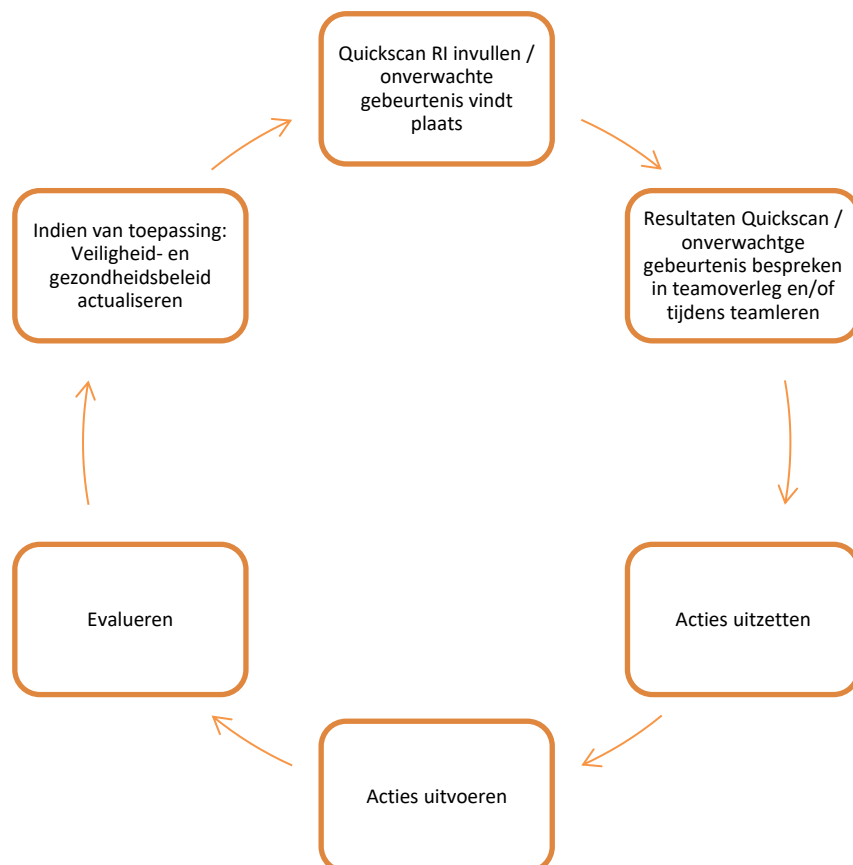 Quickscan RI invullen /
onverwachte
gebeurtenis vindt
plaats
Resultaten Quickscan /
onverwachtge
gebeurtenis bespreken
in teamoverleg en/of
tijdens teamleren
Acties uitzetten
Acties uitvoeren
Evalueren
Indien van toepassing:
Veiligheid- en
gezondheidsbeleid
actualiseren